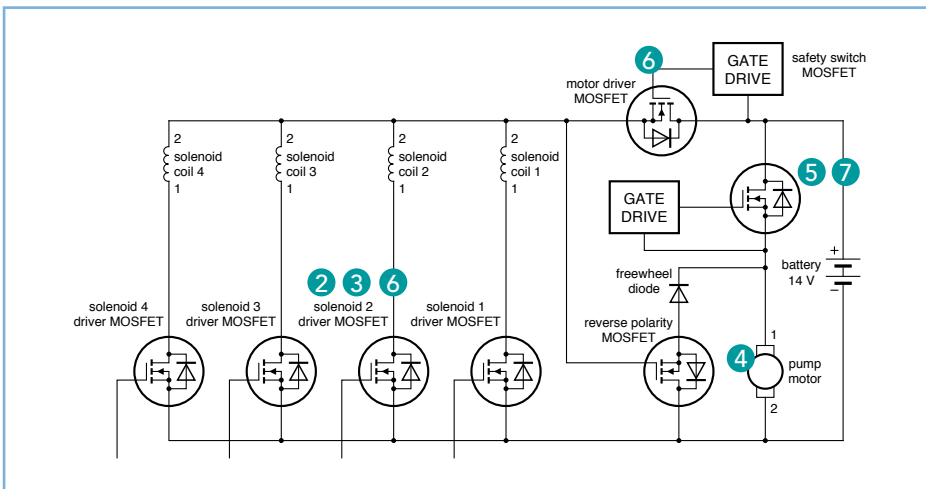 6
GATE
DRIVE
safety switch
MOSFET
motor driver
MOSFET
2
solenoid
coil 4
1
2
solenoid
coil 3
1
2
solenoid
coil 2
1
2
solenoid
coil 1
1
5 7
GATE
DRIVE
+
battery
14 V
–
freewheel
diode
2 3 6
solenoid 4
driver MOSFET
solenoid 3
driver MOSFET
solenoid 2
driver MOSFET
solenoid 1
driver MOSFET
reverse polarity
MOSFET
1
4
pump
motor
2